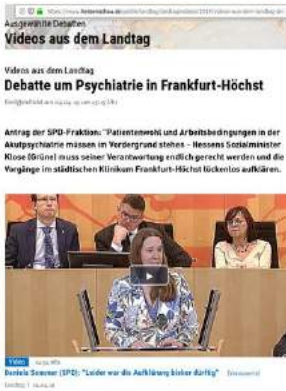 Ausgewählte Debatten
Videos aus dem Landtag
Videos aus dem Landtag
Debatte um Psychiatrie in Frankfurt-Höchst
Antrag der SPD-Fraktion: "Patientenwohl und Arbeitsbedingungen in der
Akutpsychiatrie müssen im Vordergrund stehen – Hessens Sozialminister
Klose (Grüne) muss seiner Verantwortung endlich gerecht werden und die
Vorgänge im städtischen Klinikum Frankfurt-Höchst lückenlos aufklären.
Video
Daniela Sommer (SPD): "Leider war die Aufklärung bisher dürftig"